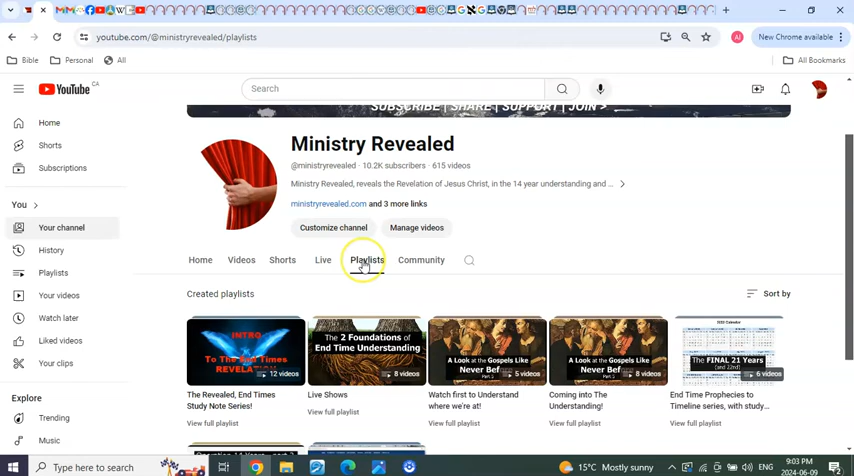 New Chrome available
youtube.com/@ministryrevealed/playlists
AI
Bible
Personal
All
All Bookmarks
YouTube CA
Search
SUBSCRIBE | SHARE | SUPPORT | JOIN >
Home
Shorts
Subscriptions
You
Your channel
History
Playlists
Your videos
Watch later
Liked videos
Your clips
Explore
Trending
Music
Ministry Revealed
@ministryrevealed · 10.2K subscribers · 615 videos
Ministry Revealed, reveals the Revelation of Jesus Christ, in the 14 year understanding and ...
ministryrevealed.com and 3 more links
Customize channel
Manage videos
Home
Videos
Shorts
Live
Playlists
Community
Created playlists
Sort by
INTRO
To The End Times
REVELATION
12 videos
The Revealed, End Times
Study Note Series!
View full playlist
The 2 Foundations of
End Time Understanding
8 videos
Live Shows
View full playlist
A Look at the Gospels Like
Never Bef
Part 5
5 videos
Watch first to Understand
where we're at!
View full playlist
A Look at the Gospels Like
Never Bef
Part 5
8 videos
Coming into The
Understanding!
View full playlist
2022 Calendar
The FINAL 21 Years
(and 22nd)
6 videos
End Time Prophecies to
Timeline series, with study...
View full playlist
Type here to search
15°C Mostly sunny
ENG
9:03 PM
2024-06-09